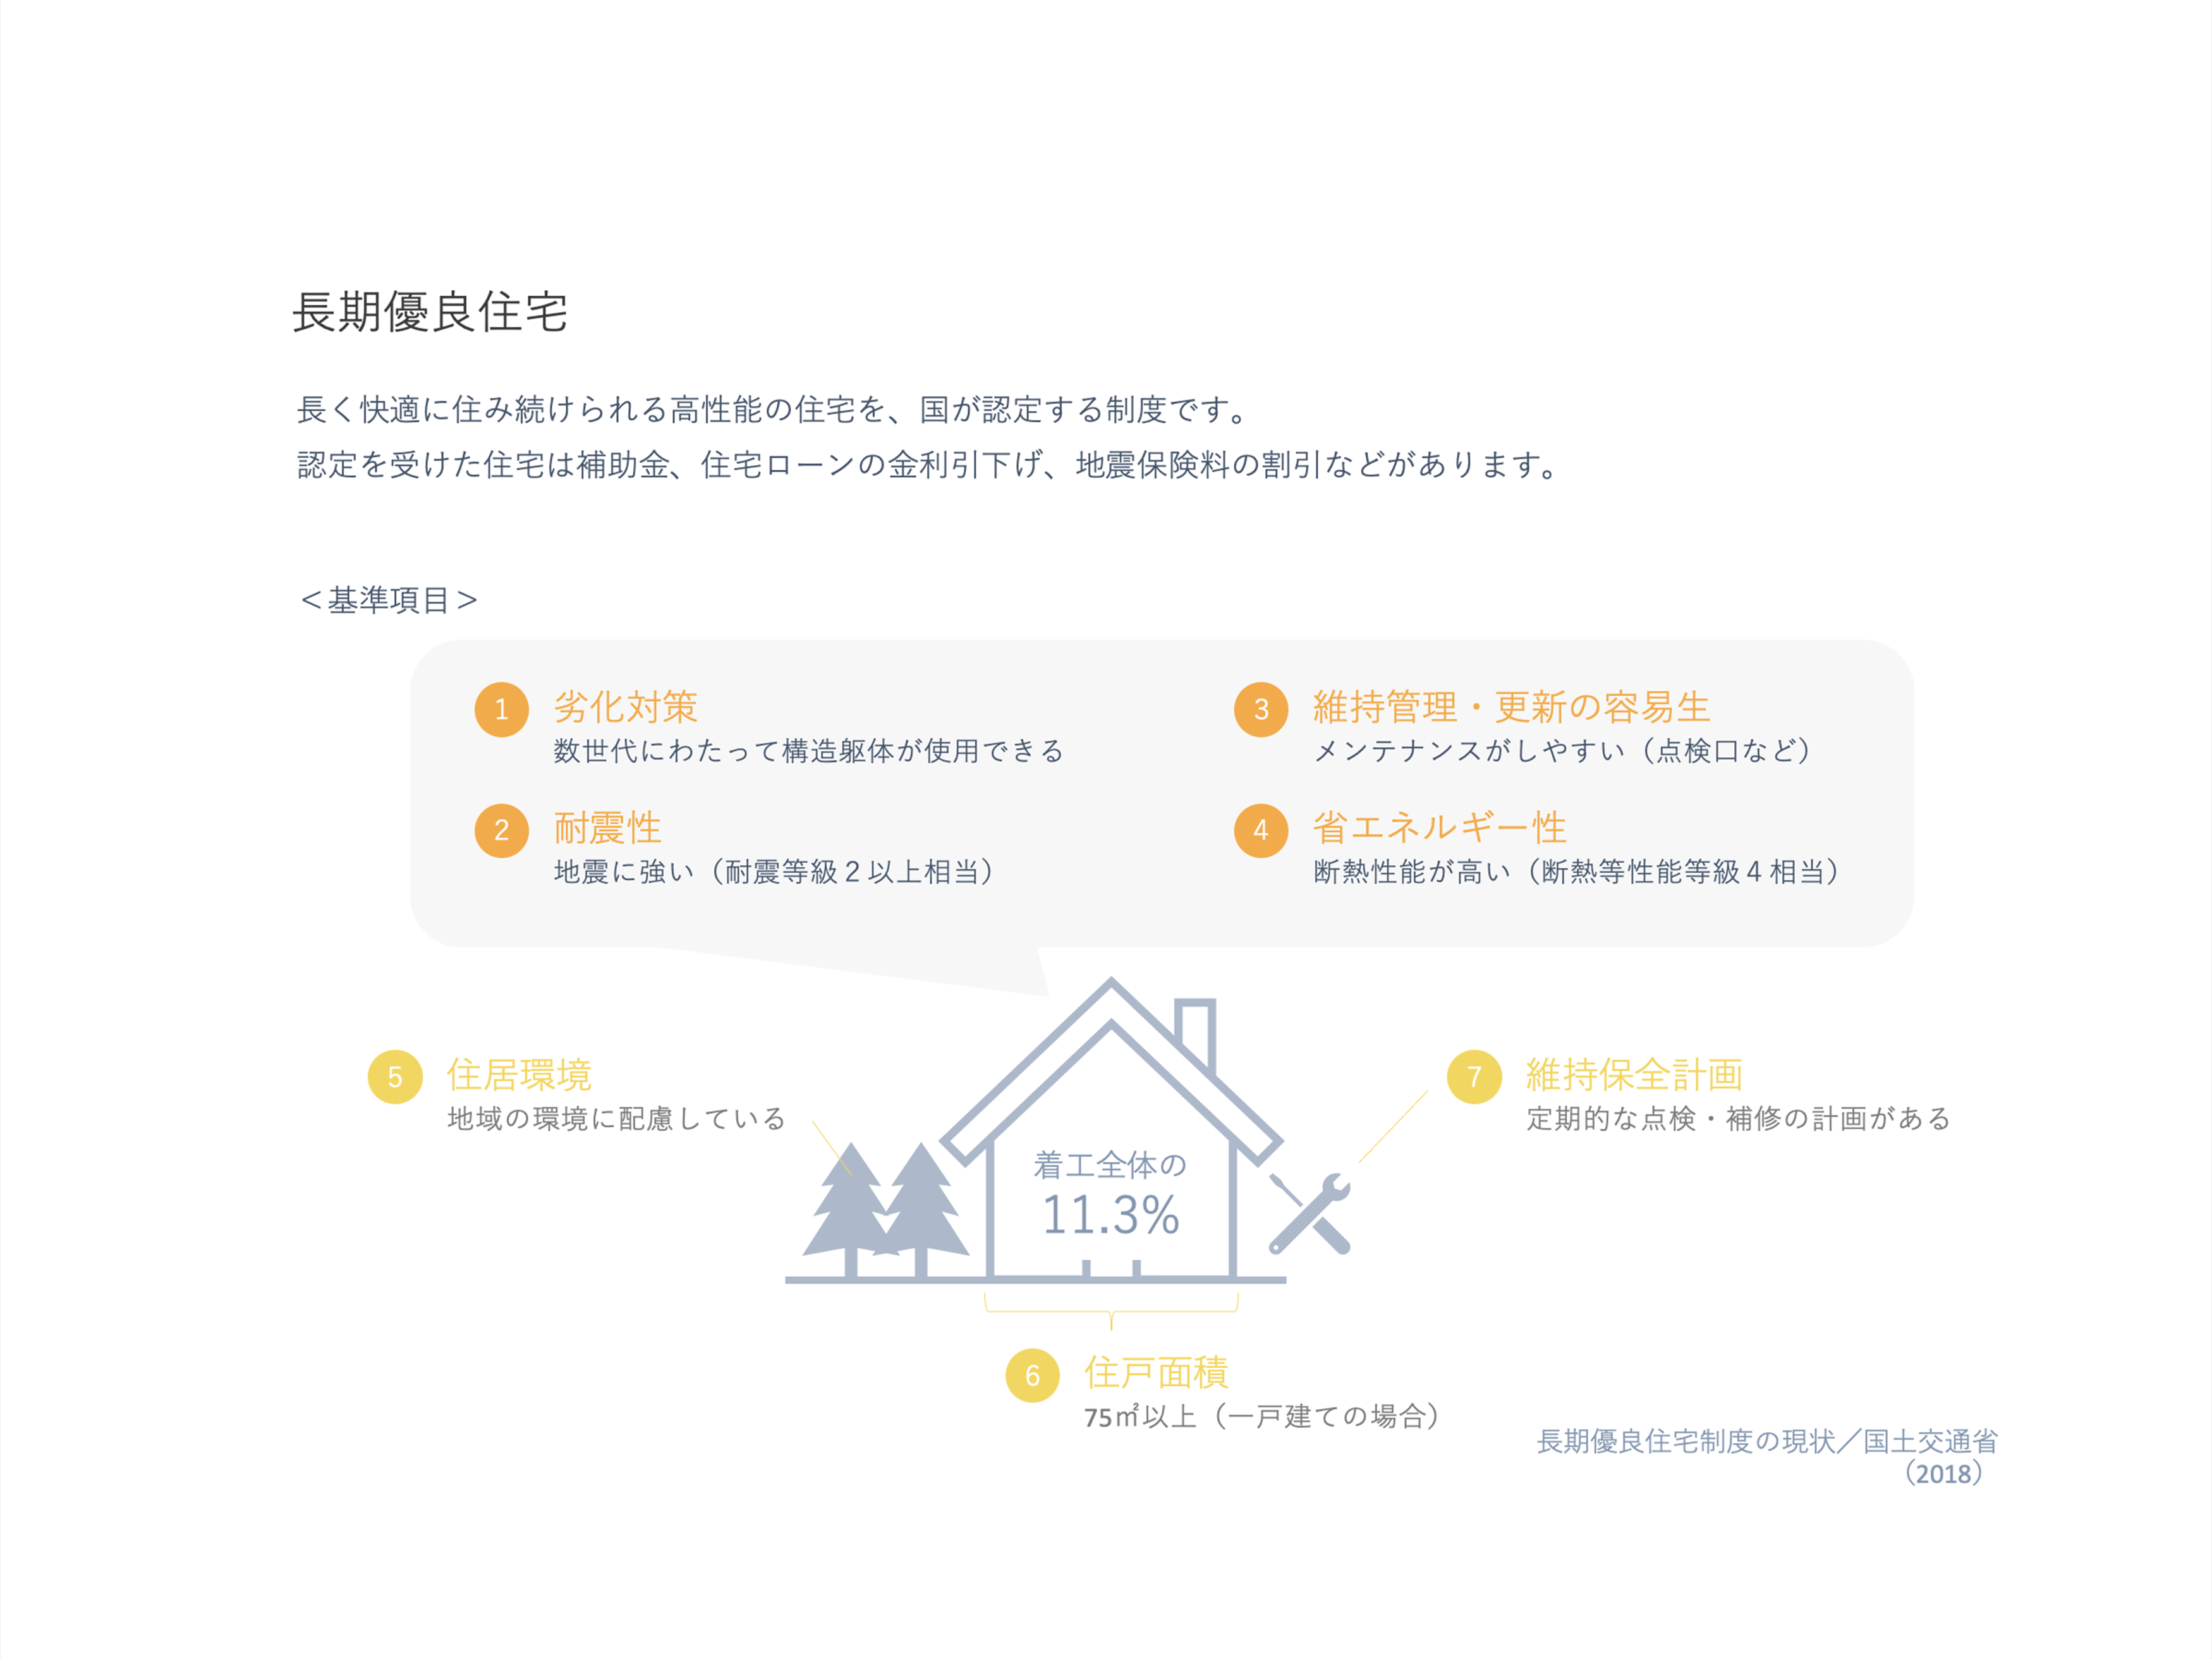 長期優良住宅
長く快適に住み続けられる高性能の住宅を、国が認定する制度です。
認定を受けた住宅は補助金、住宅ローンの金利引下げ、地震保険料の割引などがあります。
＜基準項目＞
1 劣化対策
数世代にわたって構造躯体が使用できる
2 耐震性
地震に強い（耐震等級２以上相当）
3 維持管理・更新の容易生
メンテナンスがしやすい（点検口など）
4 省エネルギー性
断熱性能が高い（断熱等性能等級４相当）
5 住居環境
地域の環境に配慮している
7 維持保全計画
定期的な点検・補修の計画がある
着工全体の
11.3%
6 住戸面積
75㎡以上（一戸建ての場合）
長期優良住宅制度の現状／国土交通省
（2018）